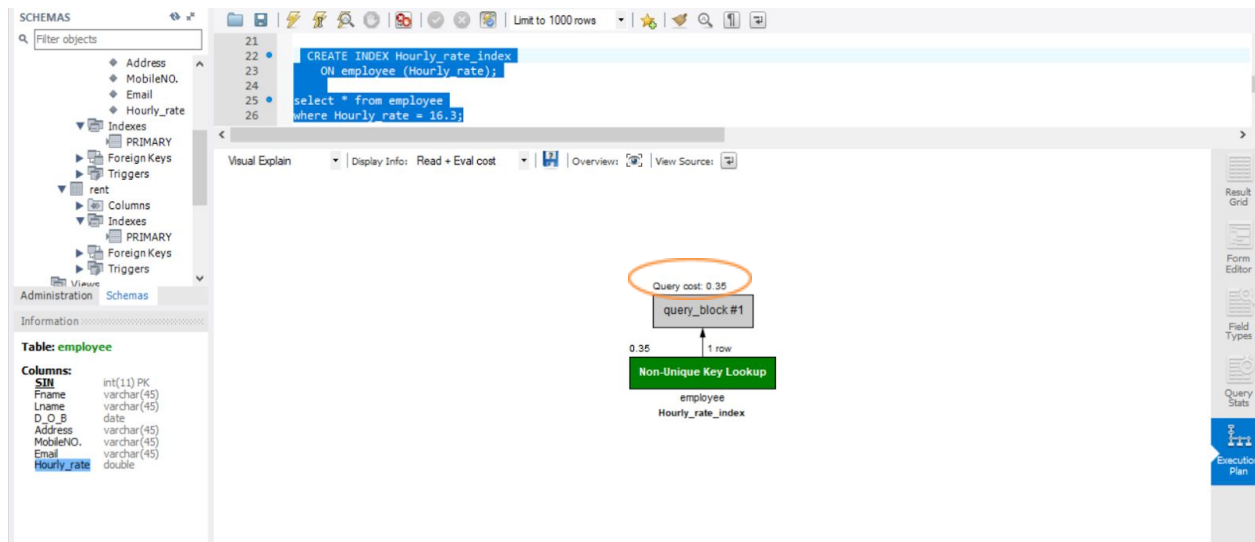 SCHEMAS
Filter objects
Address
MobileNO.
Email
Hourly_rate
Indexes
PRIMARY
Foreign Keys
Triggers
rent
Columns
Indexes
PRIMARY
Foreign Keys
Triggers
Views
Administration Schemas
Information
Table: employee
Columns:
SIN int(11) PK
Fname varchar(45)
Lname varchar(45)
D_O_B date
Address varchar(45)
MobileNO. varchar(45)
Email varchar(45)
Hourly_rate double
Limit to 1000 rows
21
22 CREATE INDEX Hourly_rate_index
23 ON employee (Hourly_rate);
24
25 select * from employee
26 where Hourly_rate = 16.3;
Visual Explain Display Info: Read + Eval cost Overview: View Source:
Query cost: 0.35
query_block #1
0.35 1 row
Non-Unique Key Lookup
employee
Hourly_rate_index
Result
Grid
Form
Editor
Field
Types
Query
Stats
Execution
Plan